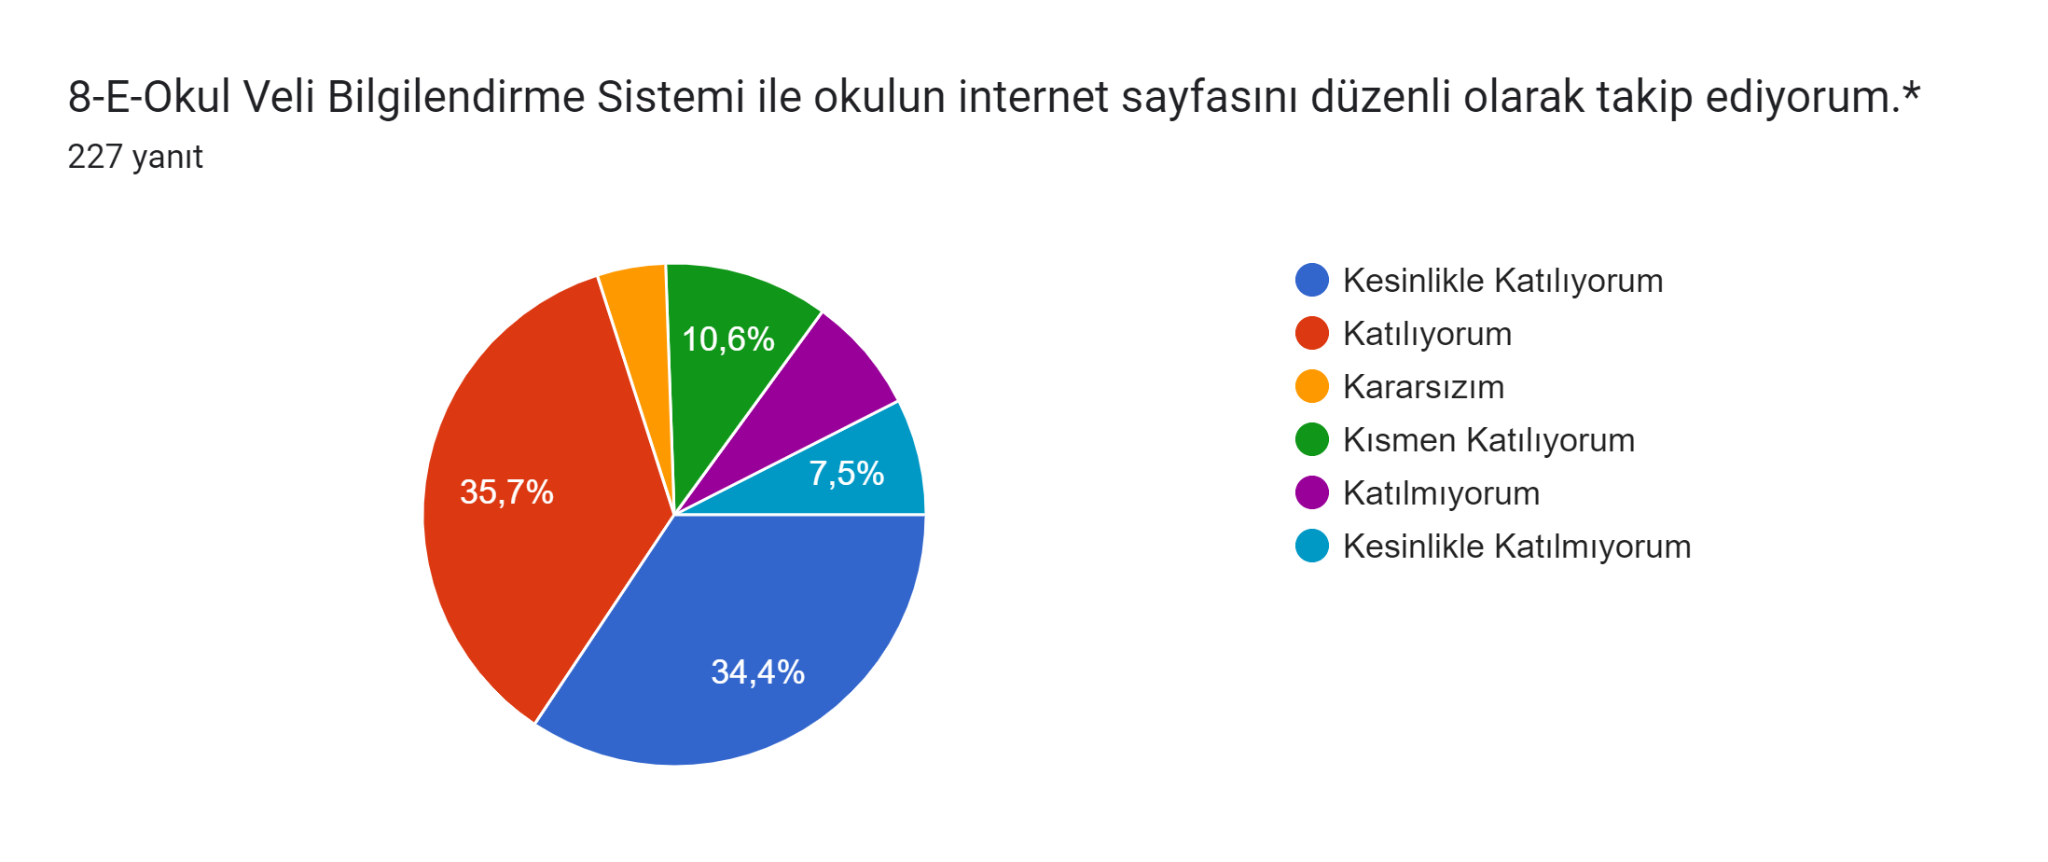 8-E-Okul Veli Bilgilendirme Sistemi ile okulun internet sayfasını düzenli olarak takip ediyorum.*
227 yanıt
10,6%
7,5%
35,7%
34,4%
Kesinlikle Katılıyorum
Katılıyorum
Kararsızım
Kısmen Katılıyorum
Katılmıyorum
Kesinlikle Katılmıyorum